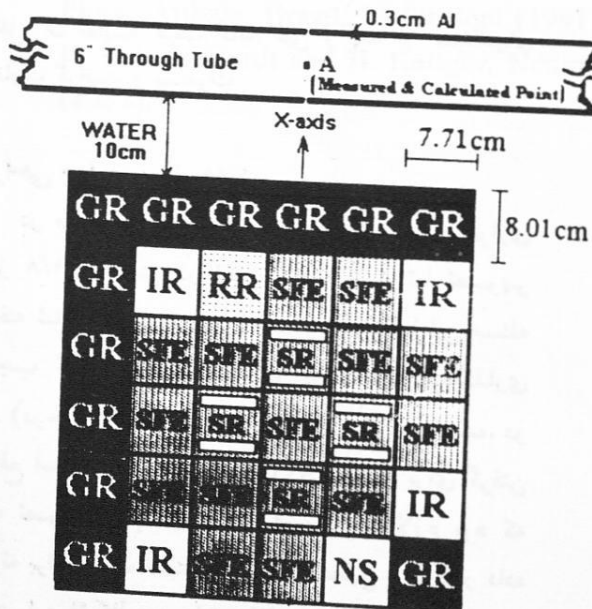 0.3cm Al
6" Through Tube
A
(Measured & Calculated Point)
WATER
10cm
X-axis
7.71cm
8.01cm
GR GR GR GR GR GR
GR IR RR SFE SFE IR
GR SFE SFE SR SFE SFE
GR SFE SR SFE SR SFE
GR SFE SFE SR SFE IR
GR IR SFE SFE NS GR